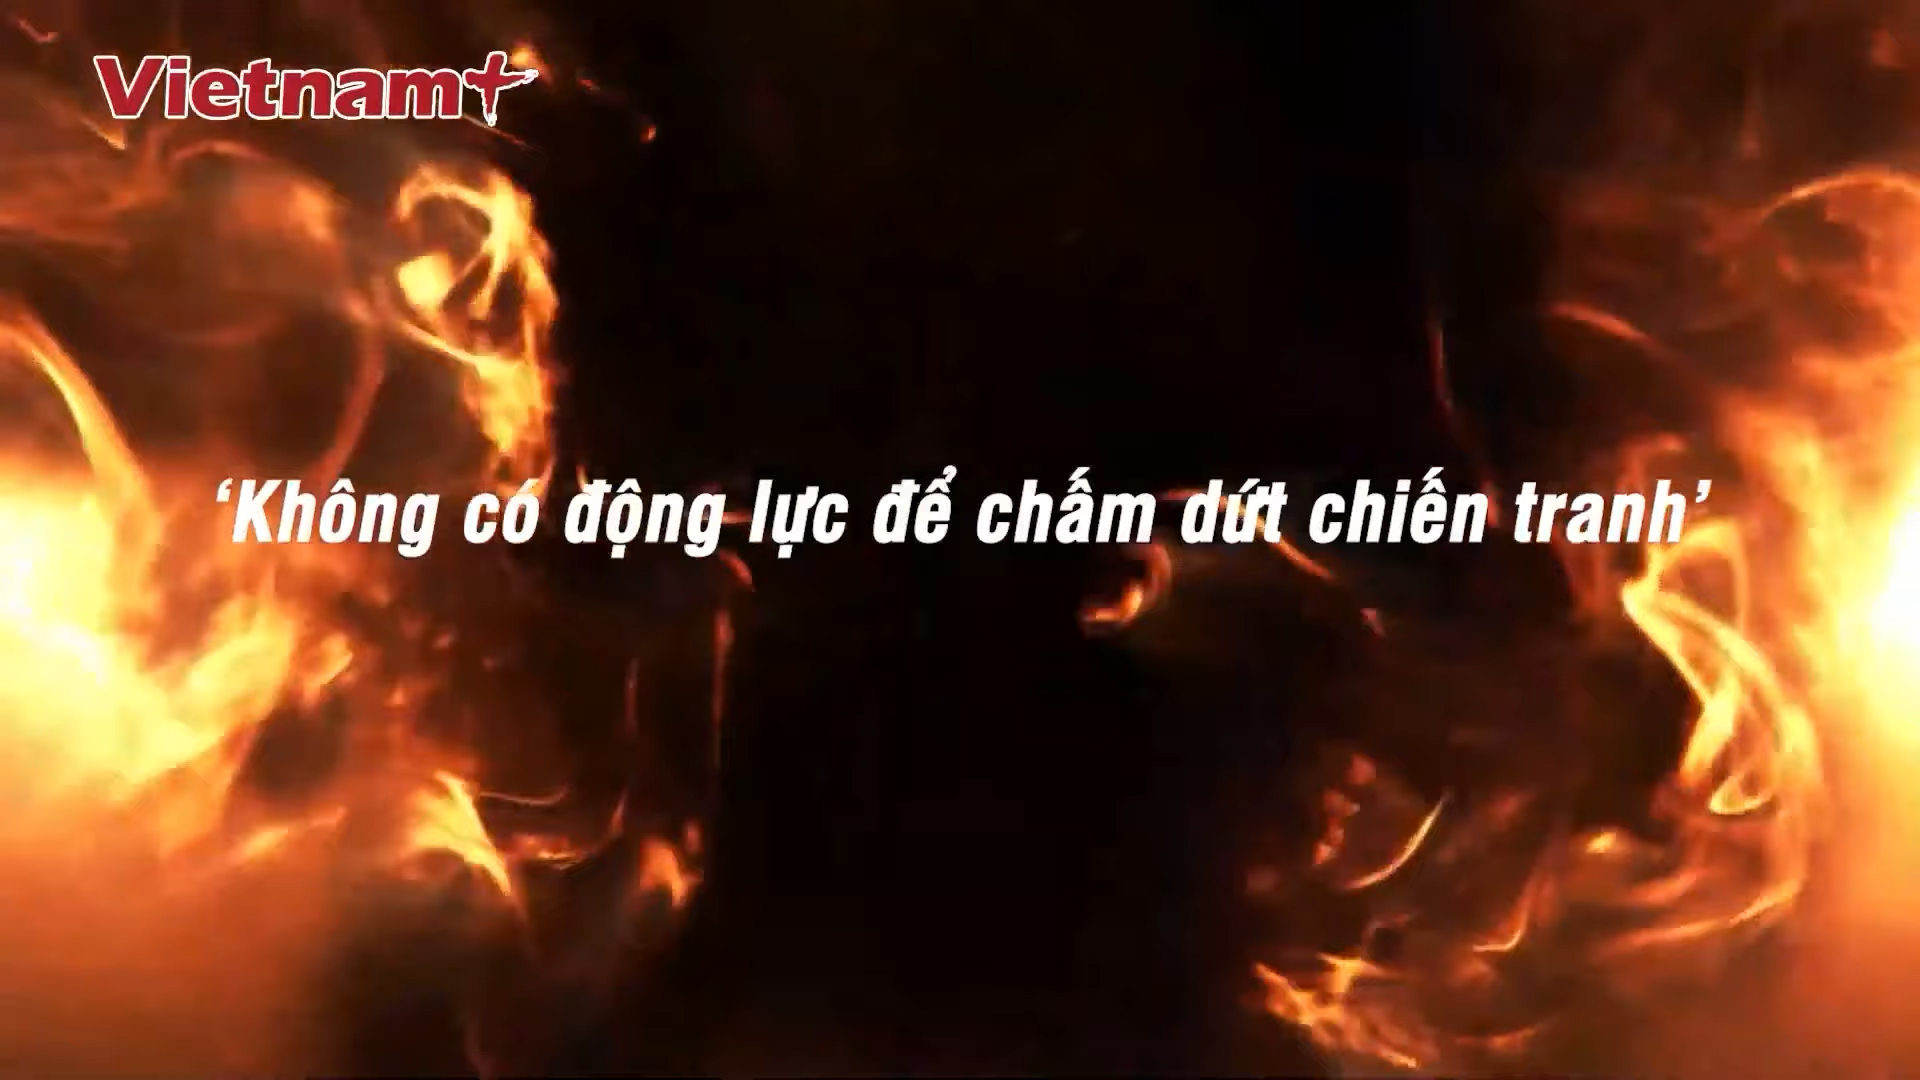 Vietnam+
‘Không có động lực để chấm dứt chiến tranh’